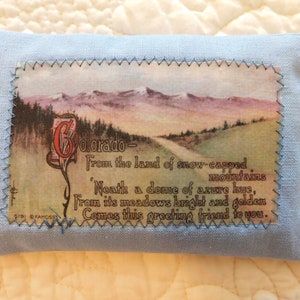 Colorado—
From the land of snow-capped
mountains
'Neath a dome of azure hue,
From its meadows bright and golden
Comes this greeting friend to you.